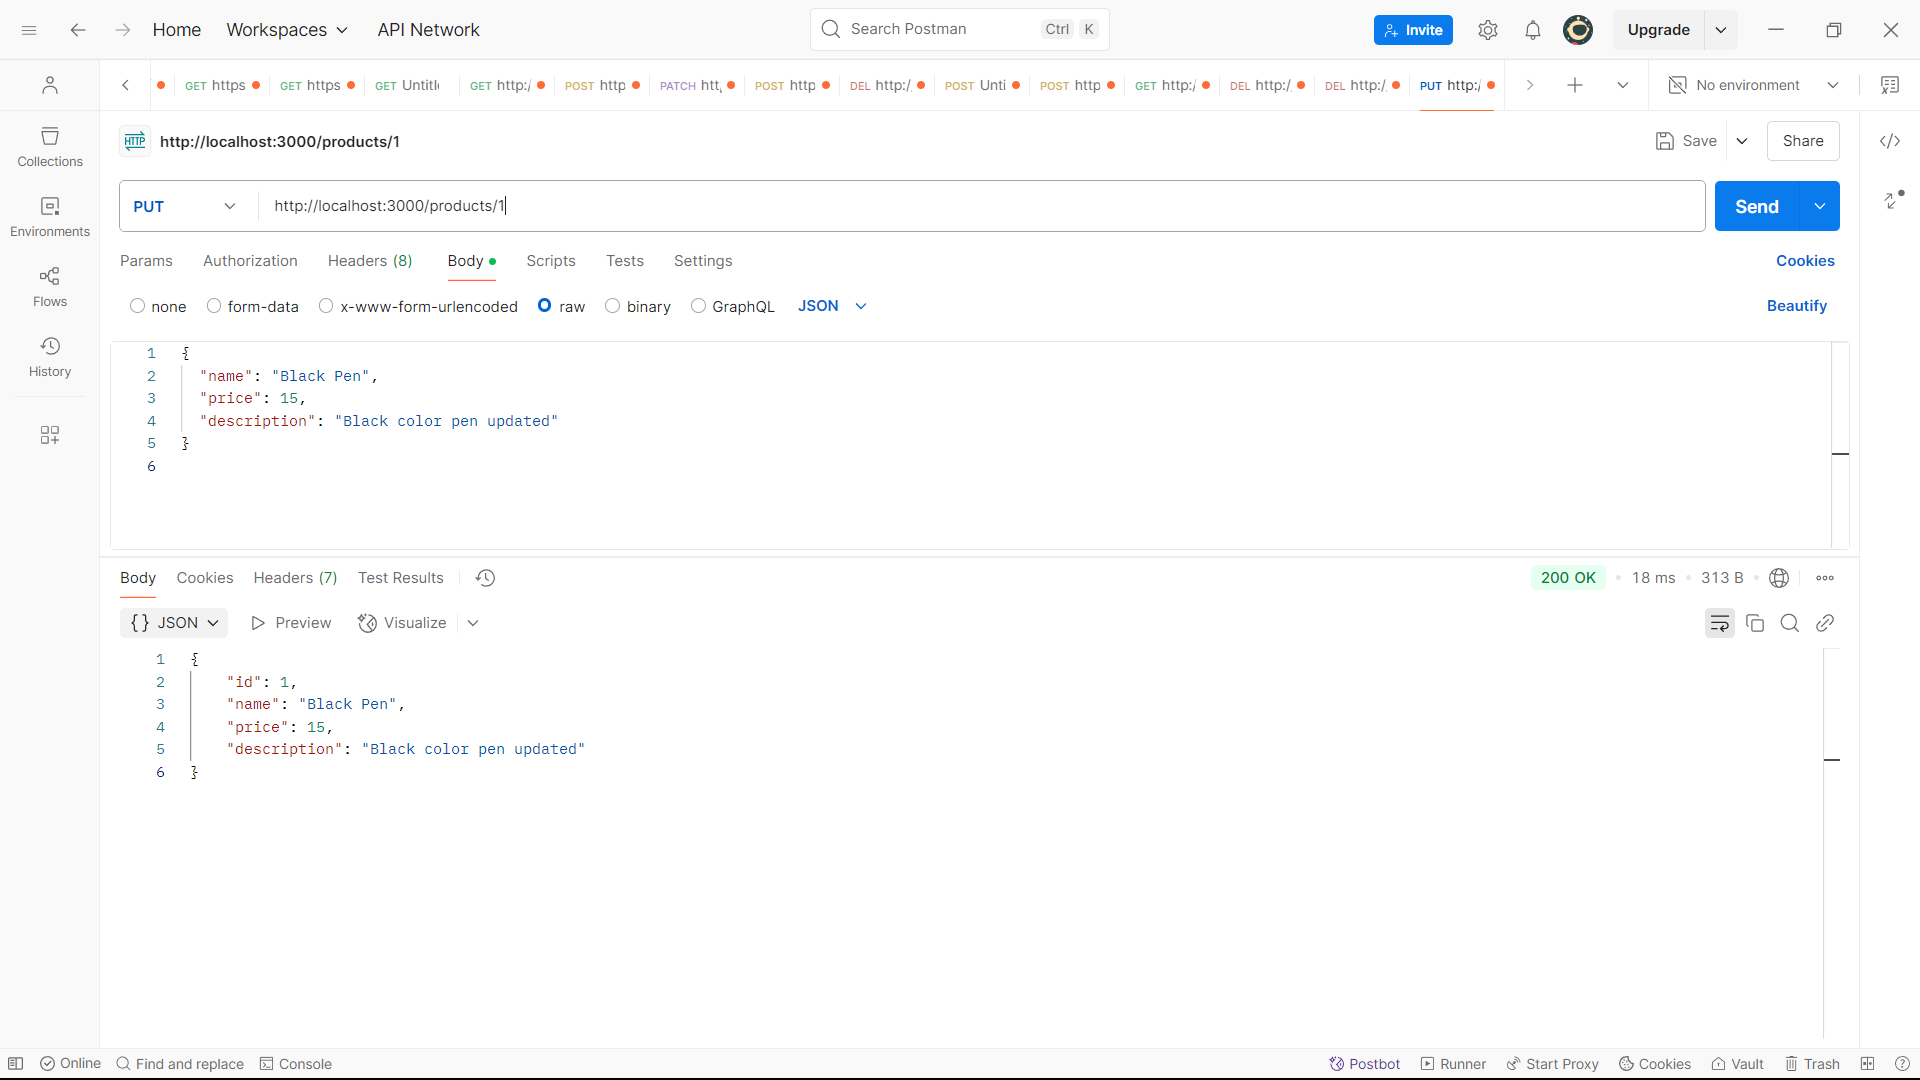 Home Workspaces API Network Search Postman Ctrl K Invite Upgrade
GET https GET https GET Untitl GET http:/ POST http PATCH htt POST http DEL http:/ POST Unti POST http GET http:/ DEL http:/ DEL http:/ PUT http:/ No environment
HTTP http://localhost:3000/products/1 Save Share
PUT http://localhost:3000/products/1 Send
Params Authorization Headers (8) Body Scripts Tests Settings Cookies
none form-data x-www-form-urlencoded raw binary GraphQL JSON Beautify
Collections
Environments
Flows
History
1 {
2 "name": "Black Pen",
3 "price": 15,
4 "description": "Black color pen updated"
5 }
6
Body Cookies Headers (7) Test Results 200 OK 18 ms 313 B
{} JSON Preview Visualize
1 {
2 "id": 1,
3 "name": "Black Pen",
4 "price": 15,
5 "description": "Black color pen updated"
6 }
Online Find and replace Console Postbot Runner Start Proxy Cookies Vault Trash